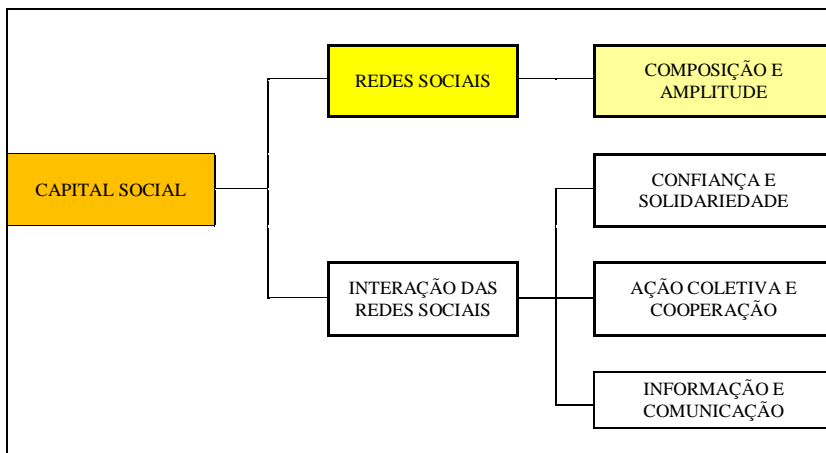 CAPITAL SOCIAL
REDES SOCIAIS
COMPOSIÇÃO E
AMPLITUDE
INTERAÇÃO DAS
REDES SOCIAIS
CONFIANÇA E
SOLIDARIEDADE
AÇÃO COLETIVA E
COOPERAÇÃO
INFORMAÇÃO E
COMUNICAÇÃO